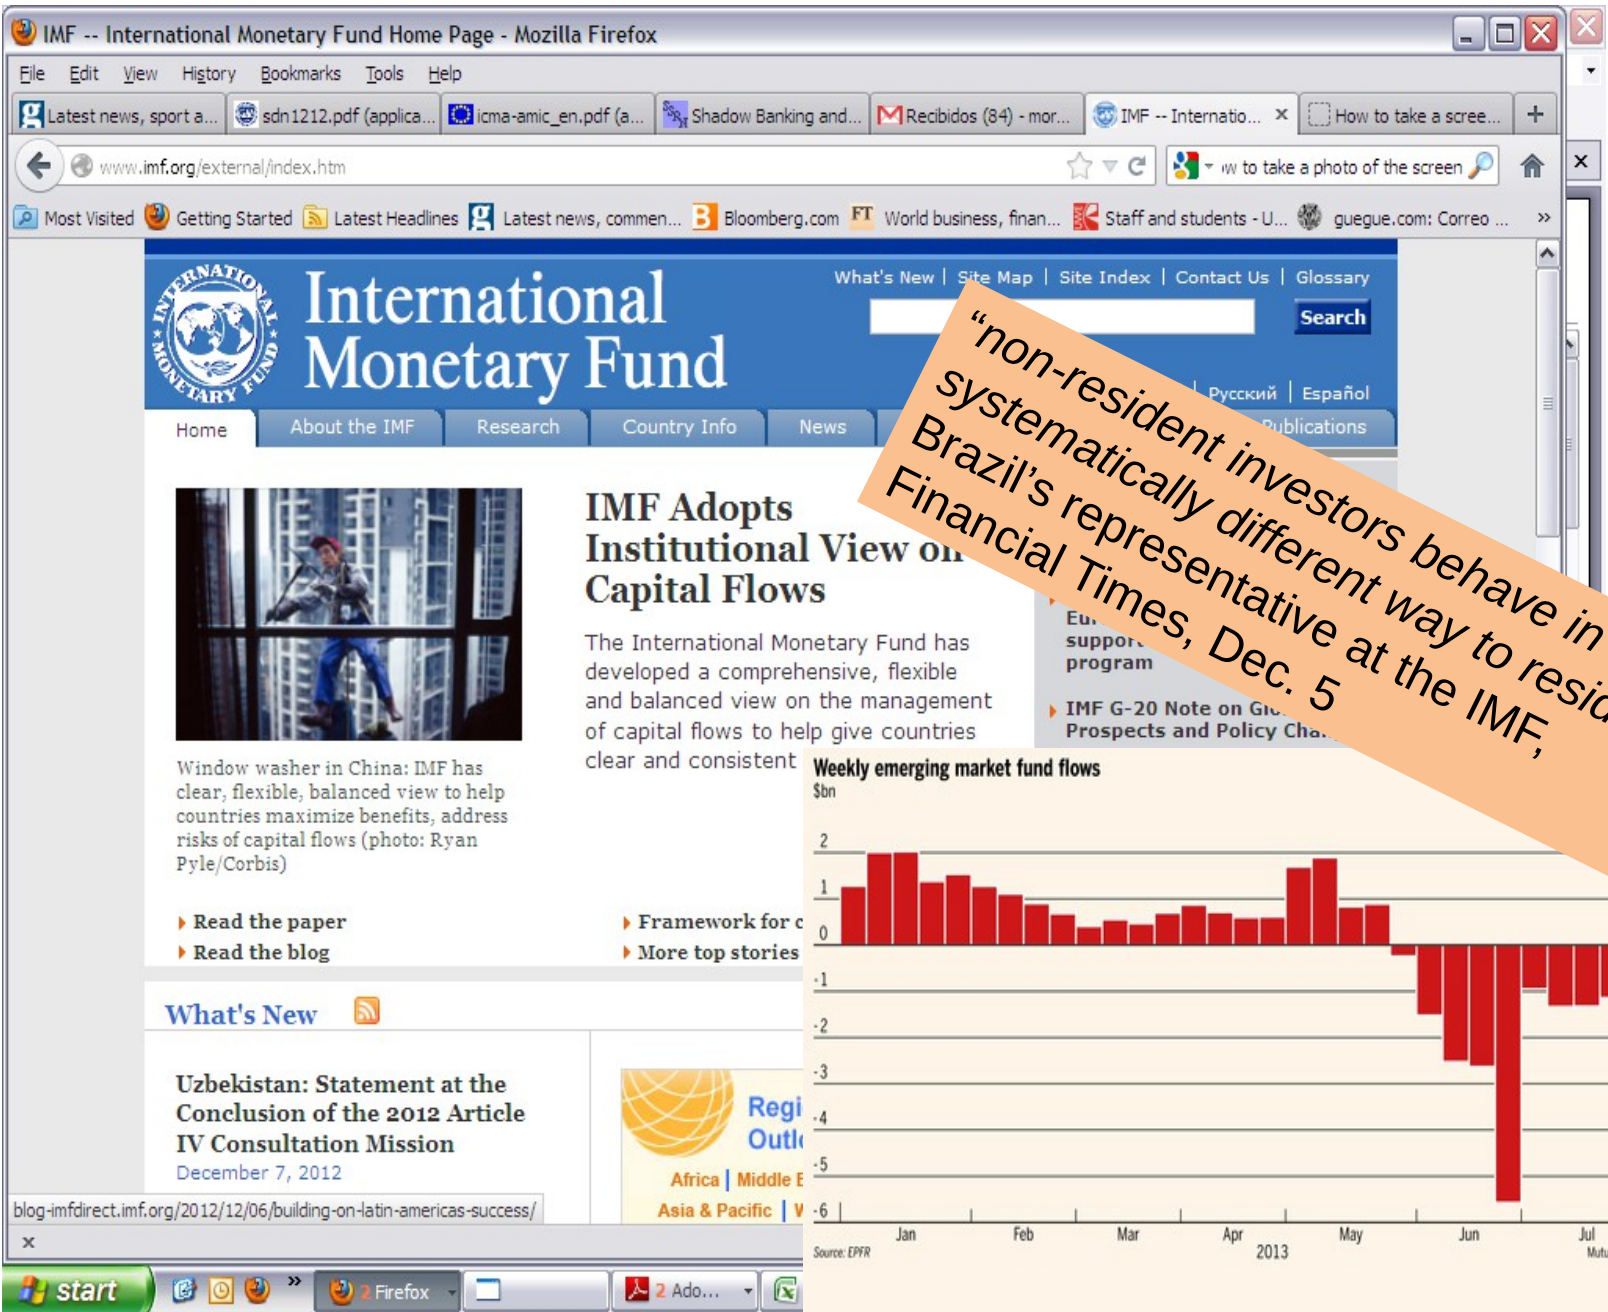 IMF -- International Monetary Fund Home Page - Mozilla Firefox
File Edit View History Bookmarks Tools Help
Latest news, sport a...
sdn1212.pdf (applica...
icma-amic_en.pdf (a...
Shadow Banking and...
Recibidos (84) - mor...
IMF -- Internatio...
How to take a scree...
www.imf.org/external/index.htm
w to take a photo of the screen
Most Visited
Getting Started
Latest Headlines
Latest news, commen...
Bloomberg.com
FT World business, finan...
Staff and students - U...
guegue.com: Correo ...
INTERNATIONAL MONETARY FUND
International
Monetary Fund
What's New | Site Map | Site Index | Contact Us | Glossary
Search
Русский | Español
Home
About the IMF
Research
Country Info
News
Publications
“non-resident investors behave in
systematically different way to resid
Brazil’s representative at the IMF,
Financial Times, Dec. 5
IMF Adopts
Institutional View on
Capital Flows
The International Monetary Fund has
developed a comprehensive, flexible
and balanced view on the management
of capital flows to help give countries
clear and consistent
Window washer in China: IMF has
clear, flexible, balanced view to help
countries maximize benefits, address
risks of capital flows (photo: Ryan
Pyle/Corbis)
support
program
IMF G-20 Note on
Prospects and Policy
Read the paper
Read the blog
Framework for c
More top stories
What's New
Uzbekistan: Statement at the
Conclusion of the 2012 Article
IV Consultation Mission
December 7, 2012
Regi
Outl
Africa | Middle E
Asia & Pacific |
blog-imfdirect.imf.org/2012/12/06/building-on-latin-americas-success/
Weekly emerging market fund flows
$bn
2
1
0
-1
-2
-3
-4
-5
-6
Jan Feb Mar Apr May Jun Jul
2013
Source: EPFR
Mutu
start
2 Firefox
2 Ado...